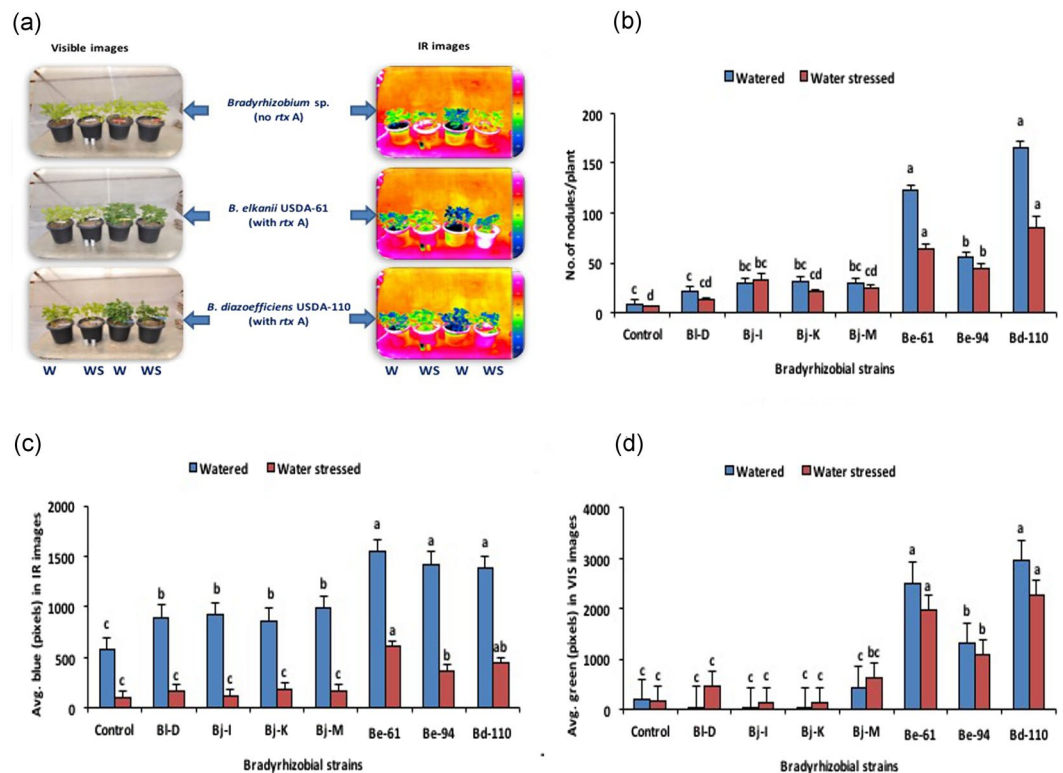 (a)
Visible images
IR images
Bradyrhizobium sp.
(no rtx A)
B. elkanii USDA-61
(with rtx A)
B. diazoefficiens USDA-110
(with rtx A)
W WS W WS
W WS W WS
(b)
Watered Water stressed
No.of nodules/plant
200
150
100
50
0
c d c cd bc bc bc cd bc cd a a b b a a
Control Bl-D Bj-I Bj-K Bj-M Be-61 Be-94 Bd-110
Bradyrhizobial strains
(c)
Watered Water stressed
Avg. blue (pixels) in IR images
2000
1500
1000
500
0
c c b c b c b c b c a a a b a ab
Control Bl-D Bj-I Bj-K Bj-M Be-61 Be-94 Bd-110
Bradyrhizobial strains
(d)
Watered Water stressed
Avg. green (pixels) in VIS images
4000
3000
2000
1000
0
c c c c c c c c c bc a a b b a a
Control Bl-D Bj-I Bj-K Bj-M Be-61 Be-94 Bd-110
Bradyrhizobial strains